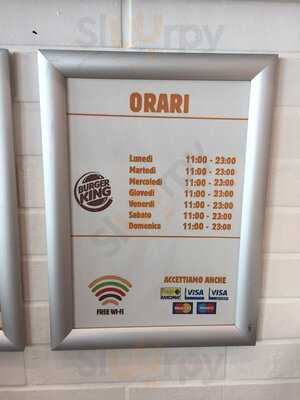 ORARI
Lunedì 11:00 - 23:00
Martedì 11:00 - 23:00
Mercoledì 11:00 - 23:00
Giovedì 11:00 - 23:00
Venerdì 11:00 - 23:00
Sabato 11:00 - 23:00
Domenica 11:00 - 23:00
BURGER
KING
ACCETTIAMO ANCHE
VISA VISA
FREE WI-FI